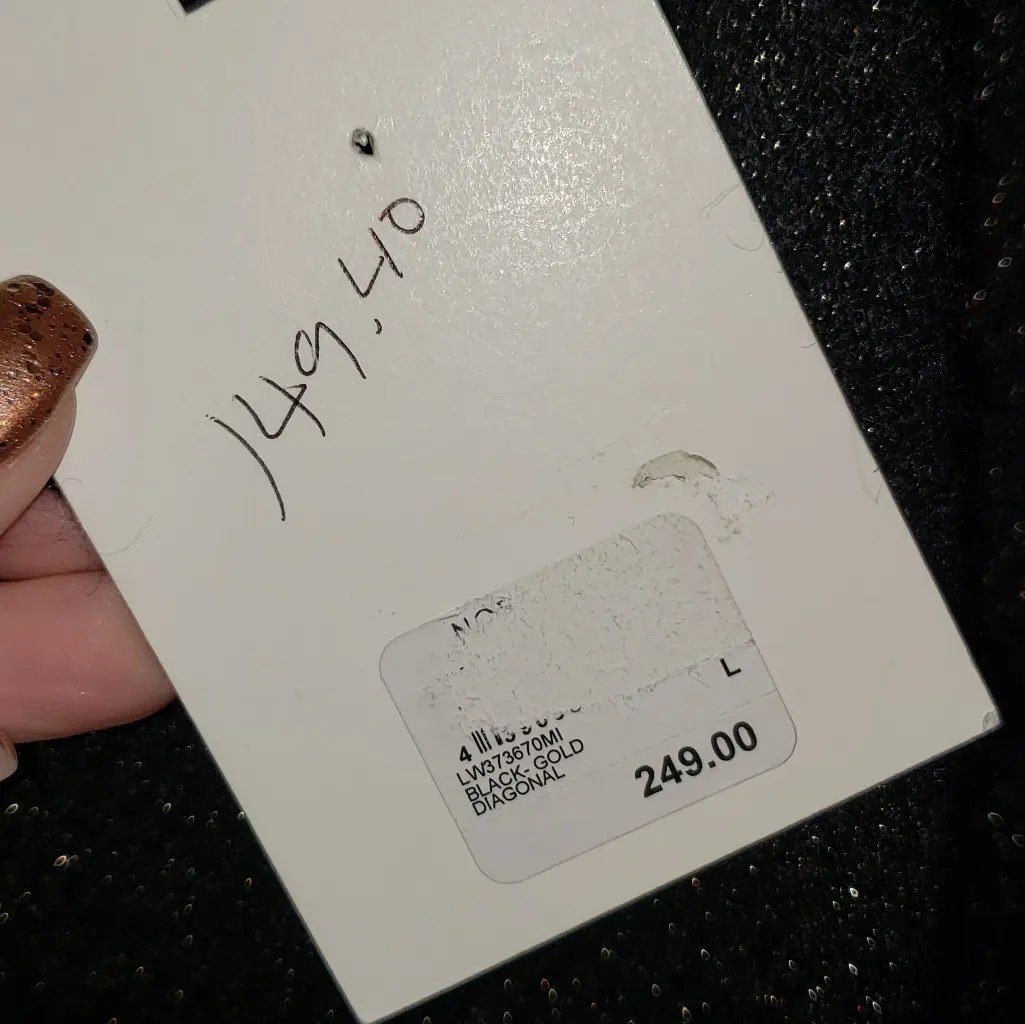 149.40
L
LW373670MI
BLACK- GOLD
DIAGONAL
249.00